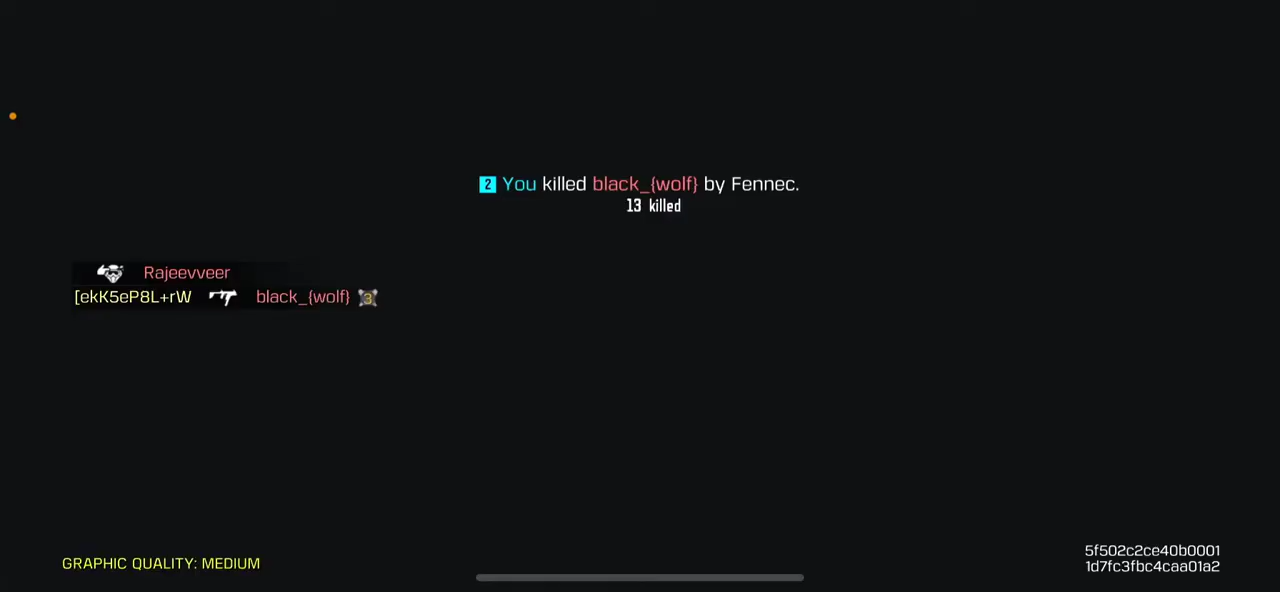 2 You killed black_{wolf} by Fennec.
13 killed
Rajeevveer
[ekK5eP8L+rW black_{wolf} 3
GRAPHIC QUALITY: MEDIUM
5f502c2ce40b0001
1d7fc3fbc4caa01a2